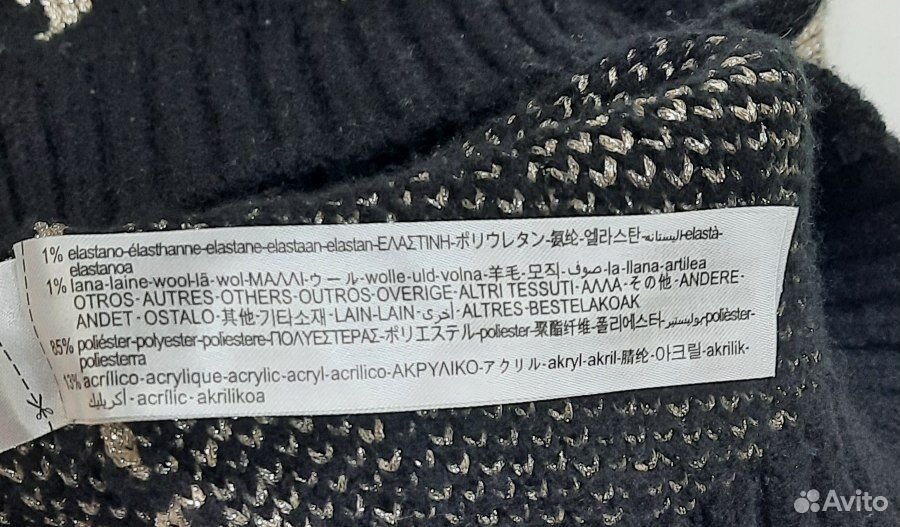 1% elastano-élasthanne-elastane-elastaan-elastan-ΕΛΑΣΤΙΝΗ-ポリウレタン-氨纶-엘라스탄-اليستانه-elastà-
elastanoa
1% lana-laine-wool-lã-wol-ΜΑΛΛΙ-ウール-wolle-uld-volna-羊毛-모직-صوف-la-llana-artilea
OTROS-AUTRES-OTHERS-OUTROS-OVERIGE-ALTRI TESSUTI-ΑΛΛΑ-その他-ANDERE-
ANDET-OSTALO-其他-기타소재-LAIN-LAIN-أخرى-ALTRES-BESTELAKOAK
85% poliéster-polyester-poliestere-ΠΟΛΥΕΣΤΕΡΑΣ-ポリエステル-poliester-聚酯纤维-폴리에스터-بوليستير-polièster-
poliesterra
13% acrílico-acrylique-acrylic-acryl-acrilico-ΑΚΡΥΛΙΚΟ-アクリル-akryl-akril-腈纶-아크릴-akrilik-
أكريليك-acrílic-akrilikoa
Avito